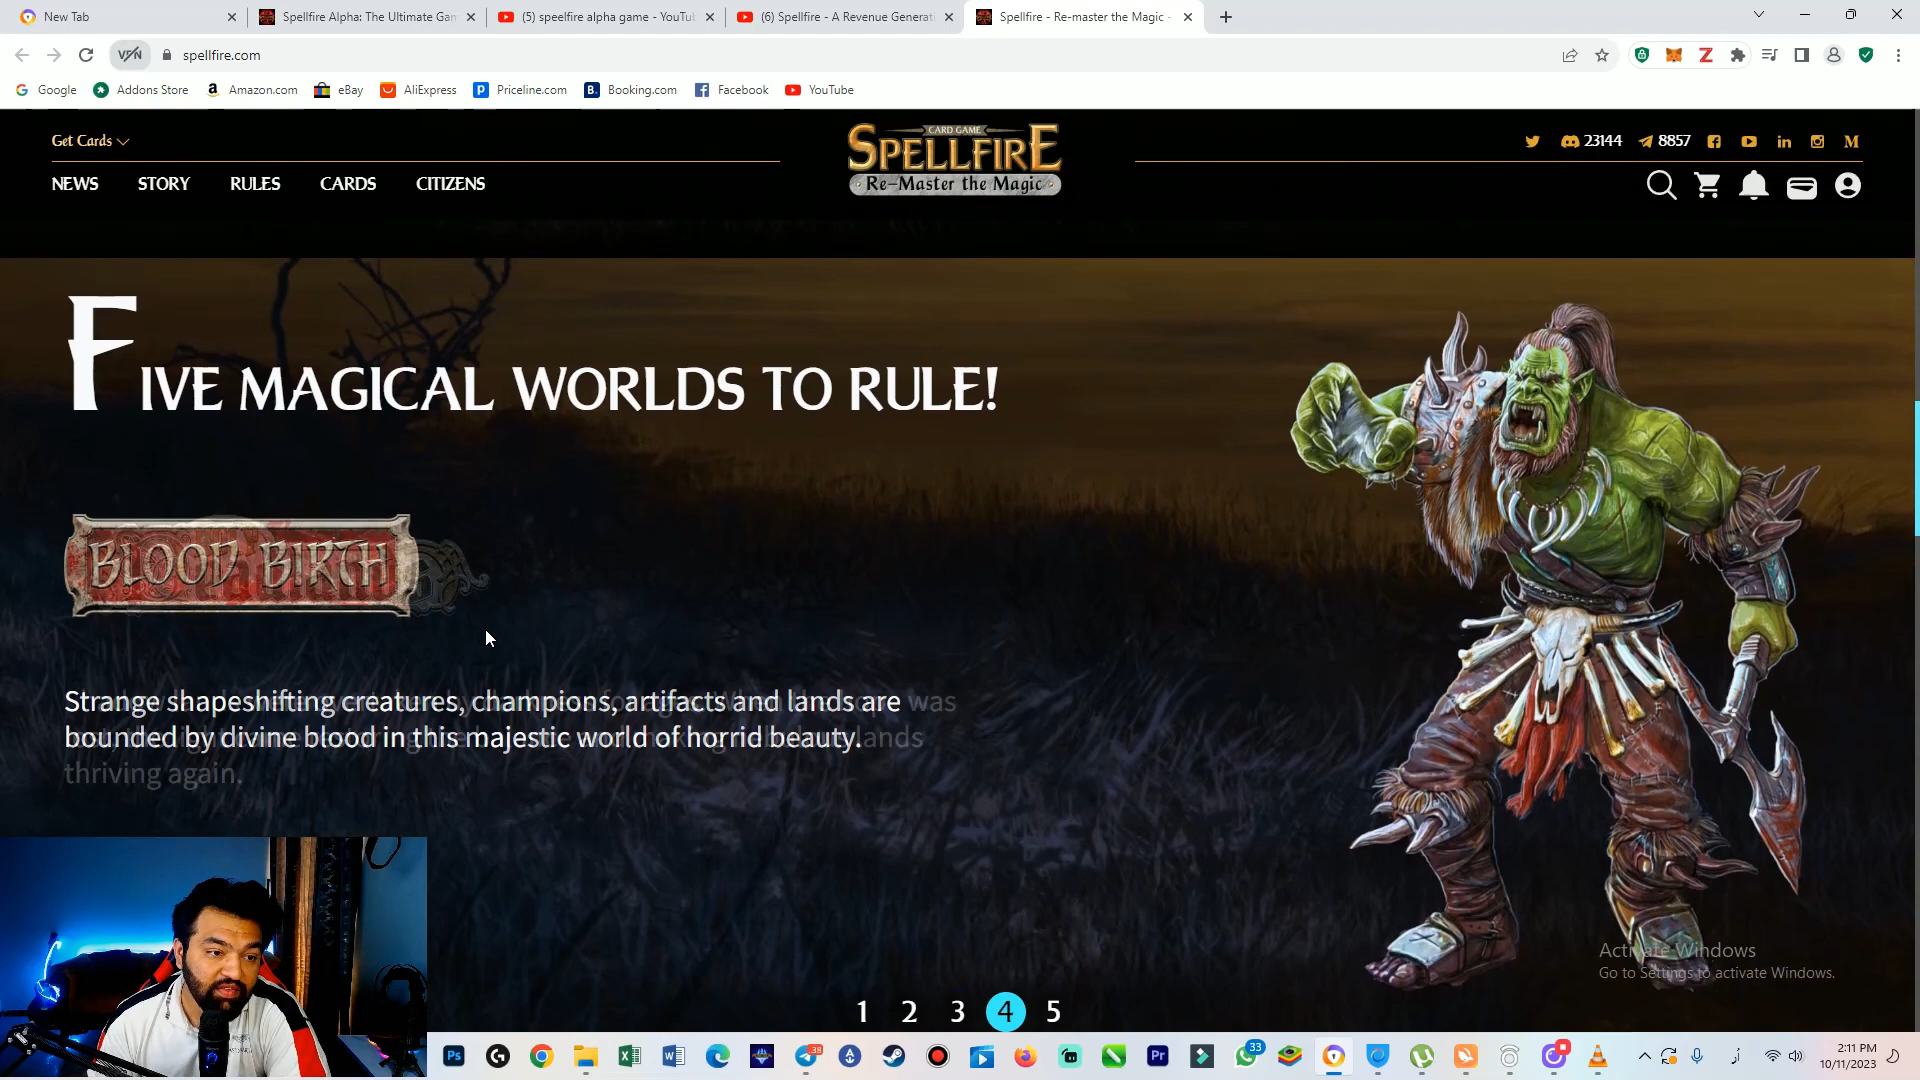 New Tab
Spellfire Alpha: The Ultimate Gam
(5) speelfire alpha game - YouTu
(6) Spellfire - A Revenue Generati
Spellfire - Re-master the Magic -
VPN
spellfire.com
Google
Addons Store
Amazon.com
eBay
AliExpress
Priceline.com
Booking.com
Facebook
YouTube
Get Cards
CARD GAME
SPELLFIRE
Re-Master the Magic
23144
8857
NEWS
STORY
RULES
CARDS
CITIZENS
FIVE MAGICAL WORLDS TO RULE!
BLOOD BIRTH
Strange shapeshifting creatures, champions, artifacts and lands are
bounded by divine blood in this majestic world of horrid beauty.
thriving again.
Activate Windows
Go to Settings to activate Windows.
1 2 3 4 5
38
33
2:11 PM
10/11/2023